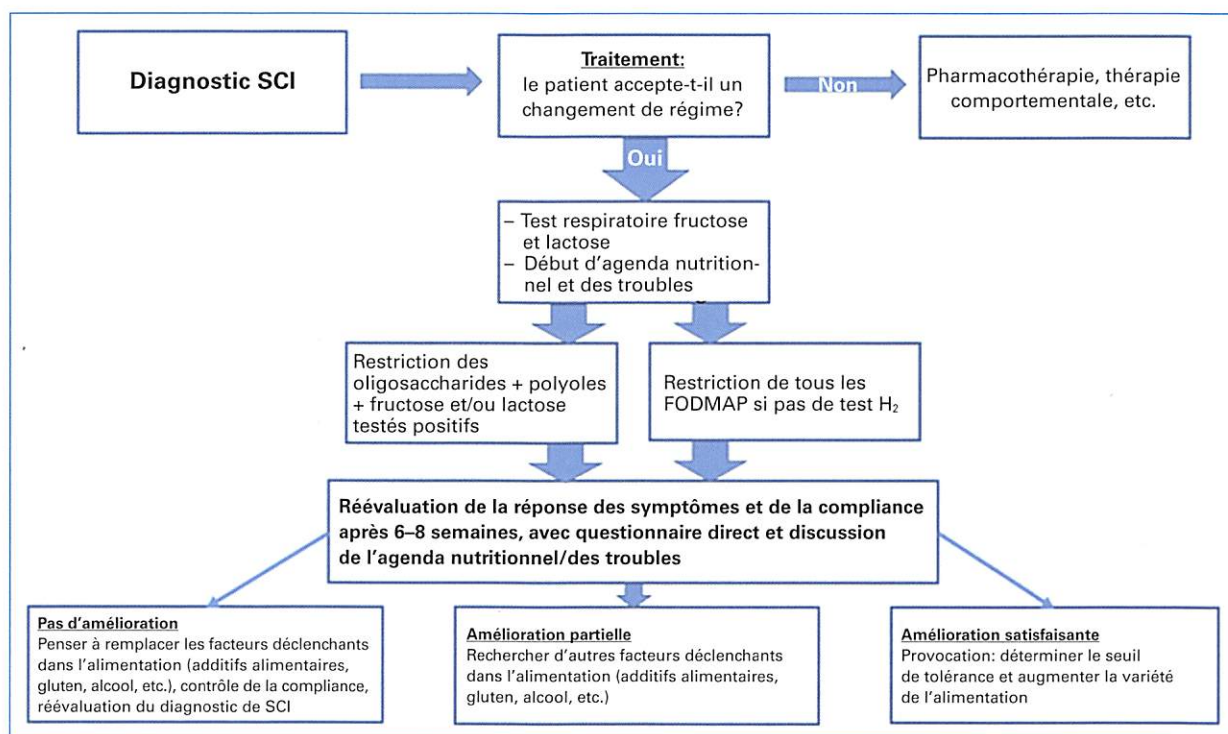 Diagnostic SCI
Traitement:
le patient accepte-t-il un
changement de régime?
Non
Pharmacothérapie, thérapie
comportementale, etc.
Oui
– Test respiratoire fructose
et lactose
– Début d'agenda nutrition-
nel et des troubles
Restriction des
oligosaccharides + polyoles
+ fructose et/ou lactose
testés positifs
Restriction de tous les
FODMAP si pas de test H₂
Réévaluation de la réponse des symptômes et de la compliance
après 6–8 semaines, avec questionnaire direct et discussion
de l'agenda nutritionnel/des troubles
Pas d'amélioration
Penser à remplacer les facteurs déclenchants
dans l'alimentation (additifs alimentaires,
gluten, alcool, etc.), contrôle de la compliance,
réévaluation du diagnostic de SCI
Amélioration partielle
Rechercher d'autres facteurs déclenchants
dans l'alimentation (additifs alimentaires,
gluten, alcool, etc.)
Amélioration satisfaisante
Provocation: déterminer le seuil
de tolérance et augmenter la variété
de l'alimentation